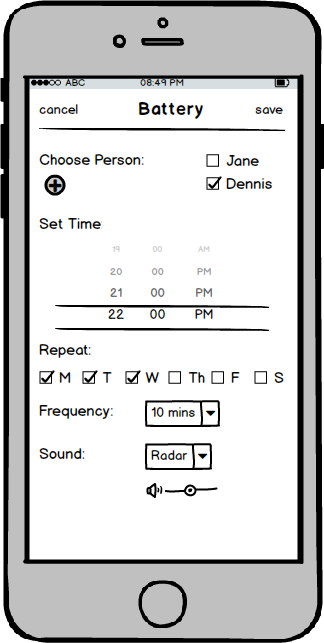 ABC 08:49 PM
cancel Battery save
Choose Person: Jane
Dennis
Set Time
19 00 AM
20 00 PM
21 00 PM
22 00 PM
Repeat:
M T W Th F S
Frequency: 10 mins
Sound: Radar